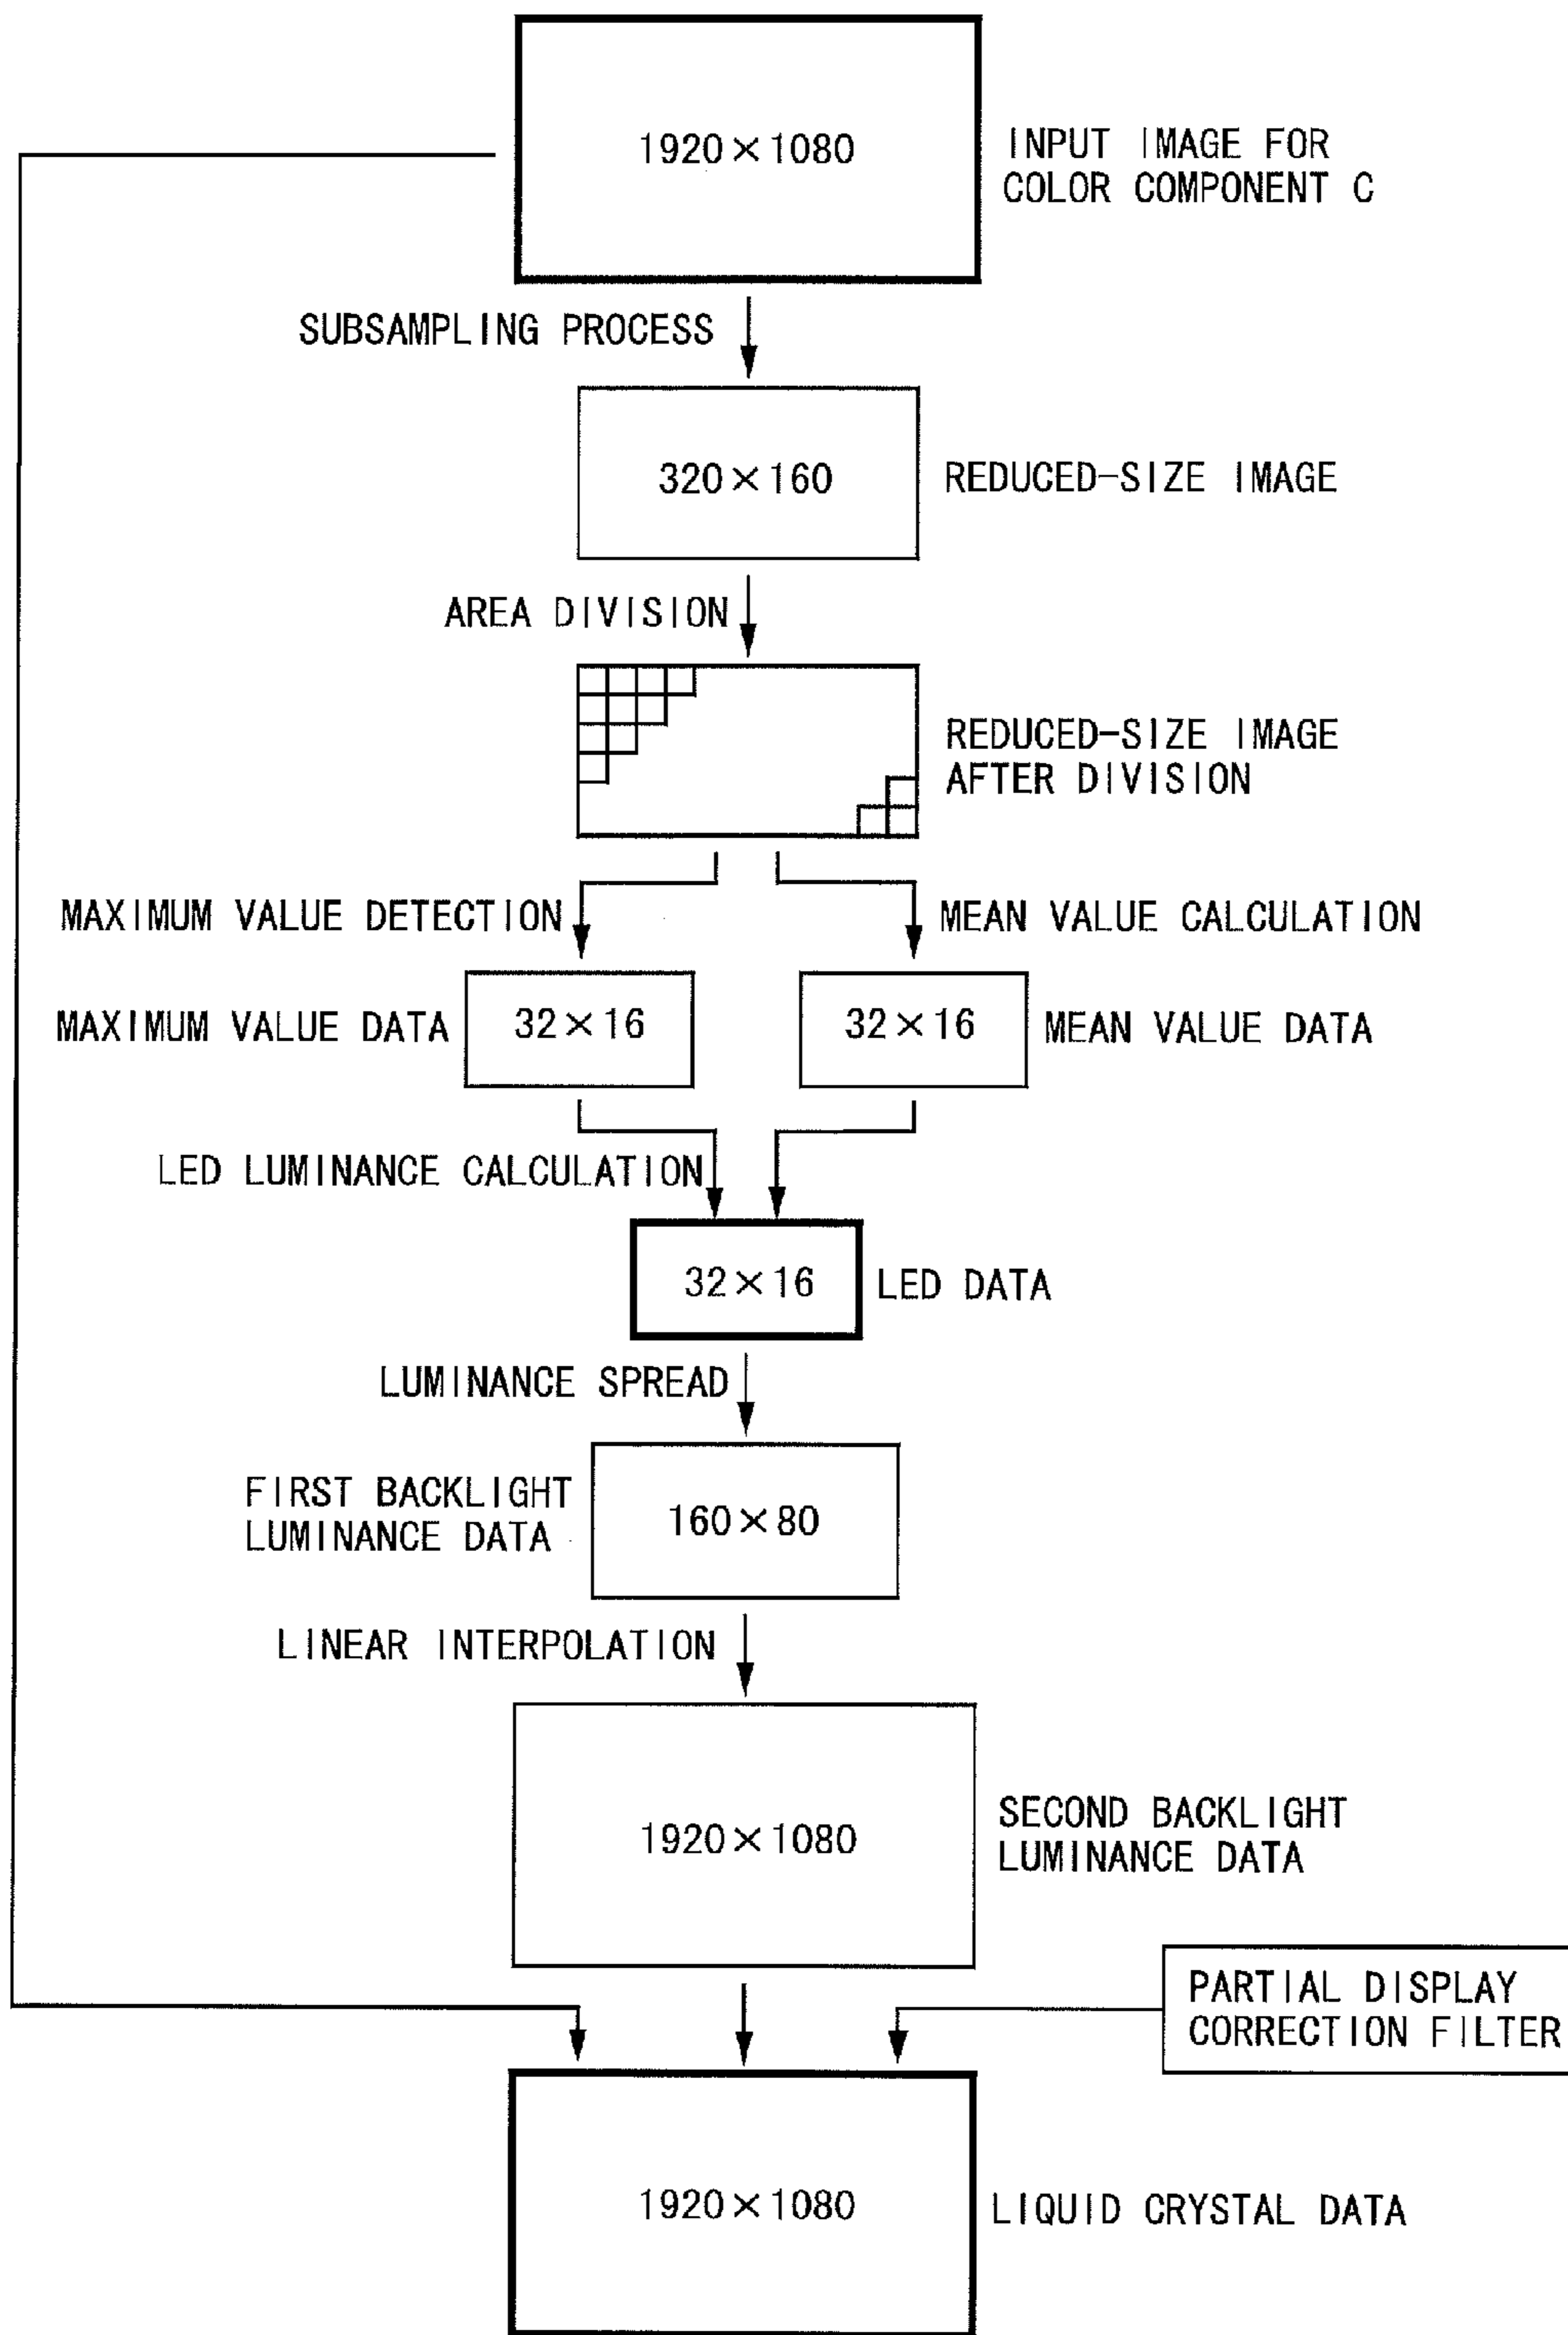 1920×1080
INPUT IMAGE FOR
COLOR COMPONENT C
SUBSAMPLING PROCESS
320×160
REDUCED-SIZE IMAGE
AREA DIVISION
REDUCED-SIZE IMAGE
AFTER DIVISION
MAXIMUM VALUE DETECTION
MEAN VALUE CALCULATION
MAXIMUM VALUE DATA
32×16
32×16
MEAN VALUE DATA
LED LUMINANCE CALCULATION
32×16
LED DATA
LUMINANCE SPREAD
FIRST BACKLIGHT
LUMINANCE DATA
160×80
LINEAR INTERPOLATION
1920×1080
SECOND BACKLIGHT
LUMINANCE DATA
PARTIAL DISPLAY
CORRECTION FILTER
1920×1080
LIQUID CRYSTAL DATA